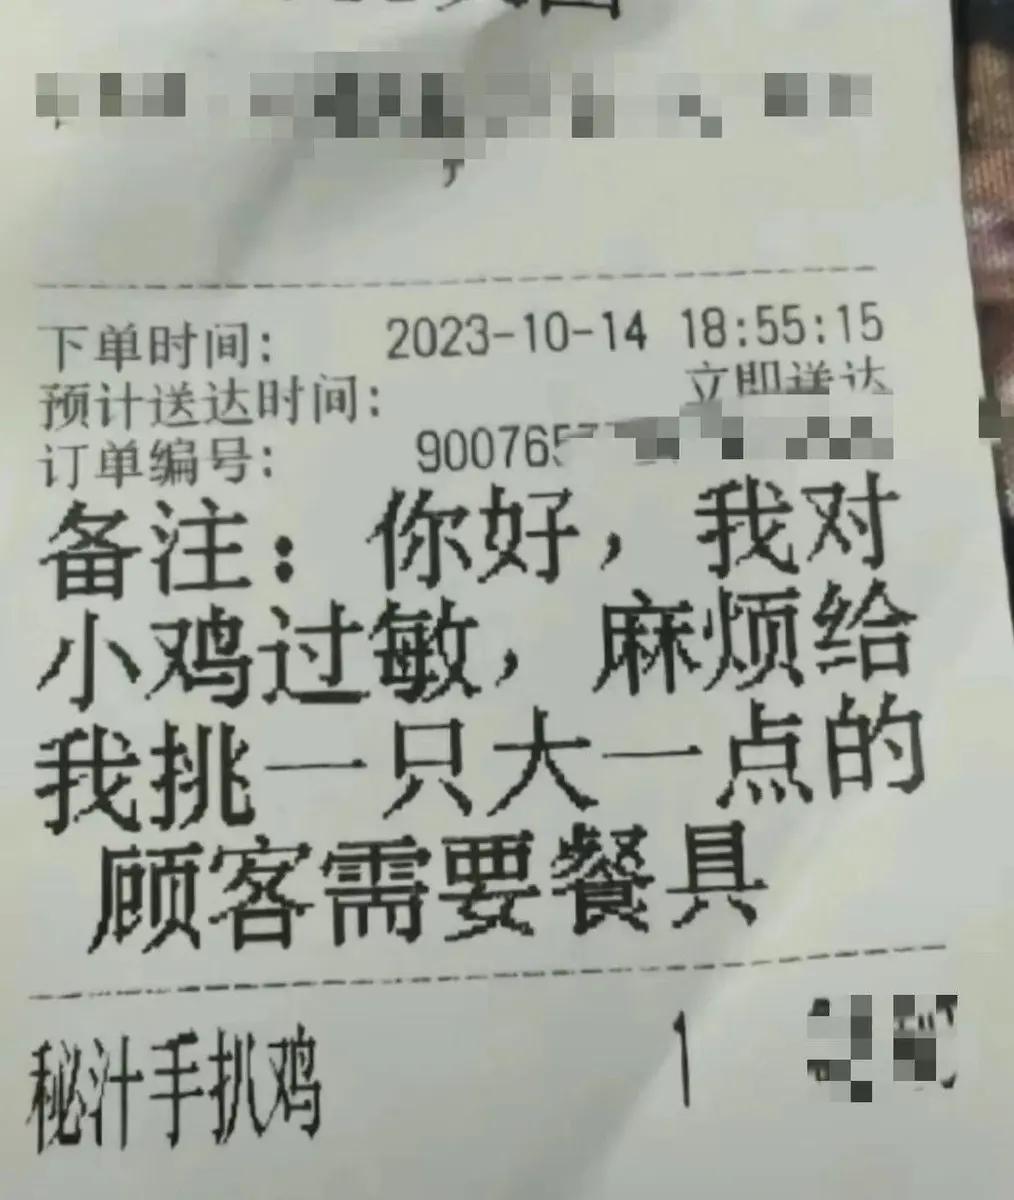 下单时间: 2023-10-14 18:55:15
预计送达时间: 立即送达
订单编号: 900765
备注：你好，我对
小鸡过敏，麻烦给
我挑一只大一点的
顾客需要餐具
秘汁手扒鸡 1